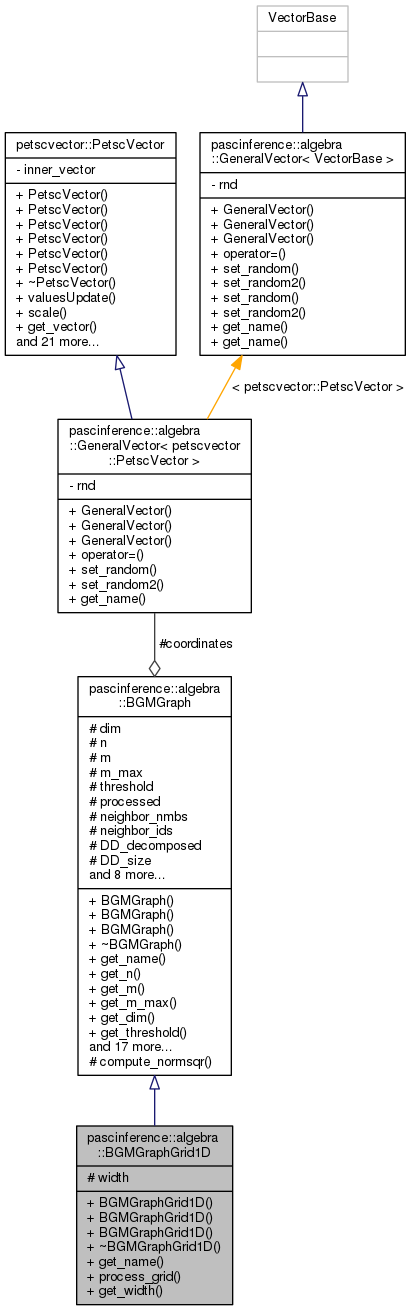 VectorBase
petscvector::PetscVector
- inner_vector
+ PetscVector()
+ PetscVector()
+ PetscVector()
+ PetscVector()
+ PetscVector()
+ PetscVector()
+ ~PetscVector()
+ valuesUpdate()
+ scale()
+ get_vector()
and 21 more...
pascinference::algebra
::GeneralVector< VectorBase >
- rnd
+ GeneralVector()
+ GeneralVector()
+ GeneralVector()
+ operator=()
+ set_random()
+ set_random2()
+ set_random()
+ set_random2()
+ get_name()
+ get_name()
< petscvector::PetscVector >
pascinference::algebra
::GeneralVector< petscvector
::PetscVector >
- rnd
+ GeneralVector()
+ GeneralVector()
+ GeneralVector()
+ operator=()
+ set_random()
+ set_random2()
+ get_name()
#coordinates
pascinference::algebra
::BGMGraph
# dim
# n
# m
# m_max
# threshold
# processed
# neighbor_nmbs
# neighbor_ids
# DD_decomposed
# DD_size
and 8 more...
+ BGMGraph()
+ BGMGraph()
+ BGMGraph()
+ ~BGMGraph()
+ get_name()
+ get_n()
+ get_m()
+ get_m_max()
+ get_dim()
+ get_threshold()
and 17 more...
# compute_normsqr()
pascinference::algebra
::BGMGraphGrid1D
# width
+ BGMGraphGrid1D()
+ BGMGraphGrid1D()
+ BGMGraphGrid1D()
+ ~BGMGraphGrid1D()
+ get_name()
+ process_grid()
+ get_width()